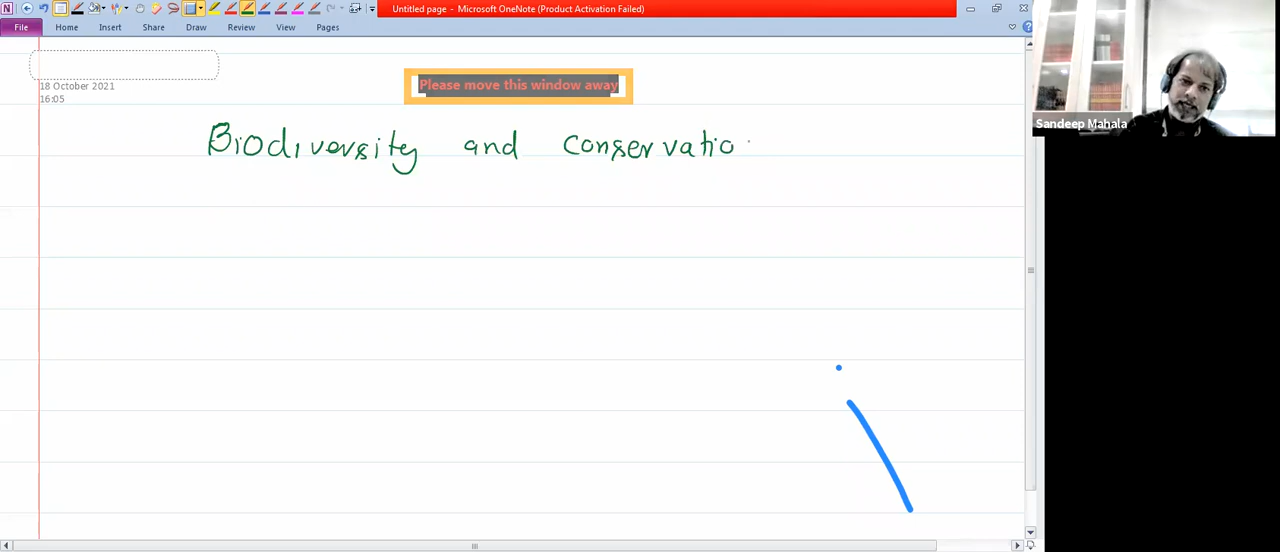 Untitled page - Microsoft OneNote (Product Activation Failed)
File Home Insert Share Draw Review View Pages
Please move this window away
18 October 2021
16:05
Sandeep Mahala
Biodiversity and conservatio